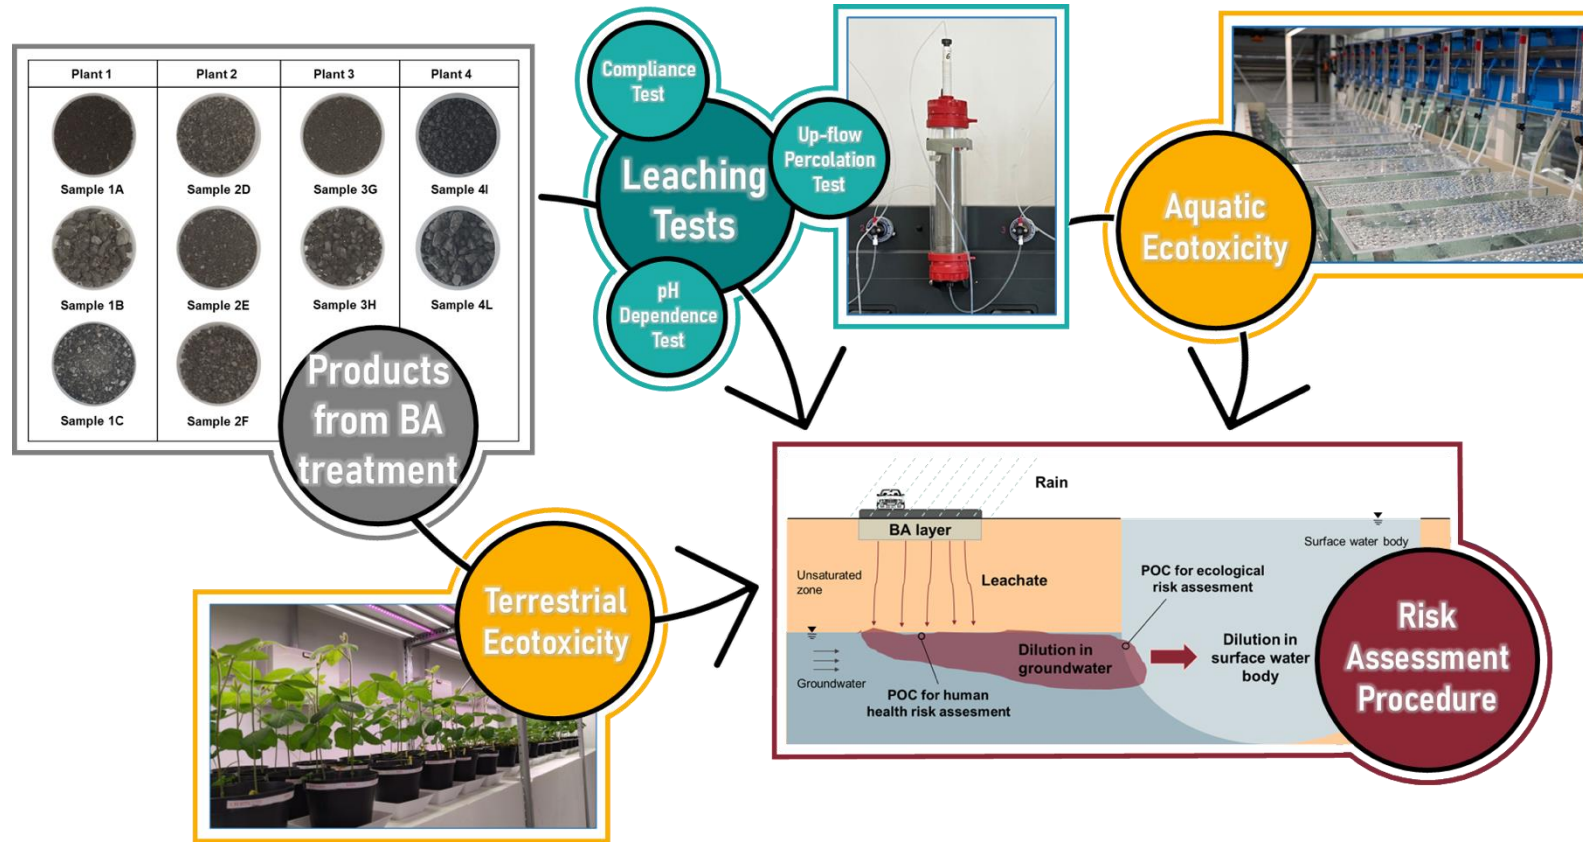 Plant 1
Plant 2
Plant 3
Plant 4
Sample 1A
Sample 2D
Sample 3G
Sample 4I
Sample 1B
Sample 2E
Sample 3H
Sample 4L
Sample 1C
Sample 2F
Products
from BA
treatment
Compliance
Test
Leaching
Tests
Up-flow
Percolation
Test
pH
Dependence
Test
Aquatic
Ecotoxicity
Terrestrial
Ecotoxicity
Rain
BA layer
Surface water body
Unsaturated
zone
Leachate
POC for ecological
risk assesment
Dilution in
groundwater
Dilution in
surface water
body
Groundwater
POC for human
health risk assesment
Risk
Assessment
Procedure